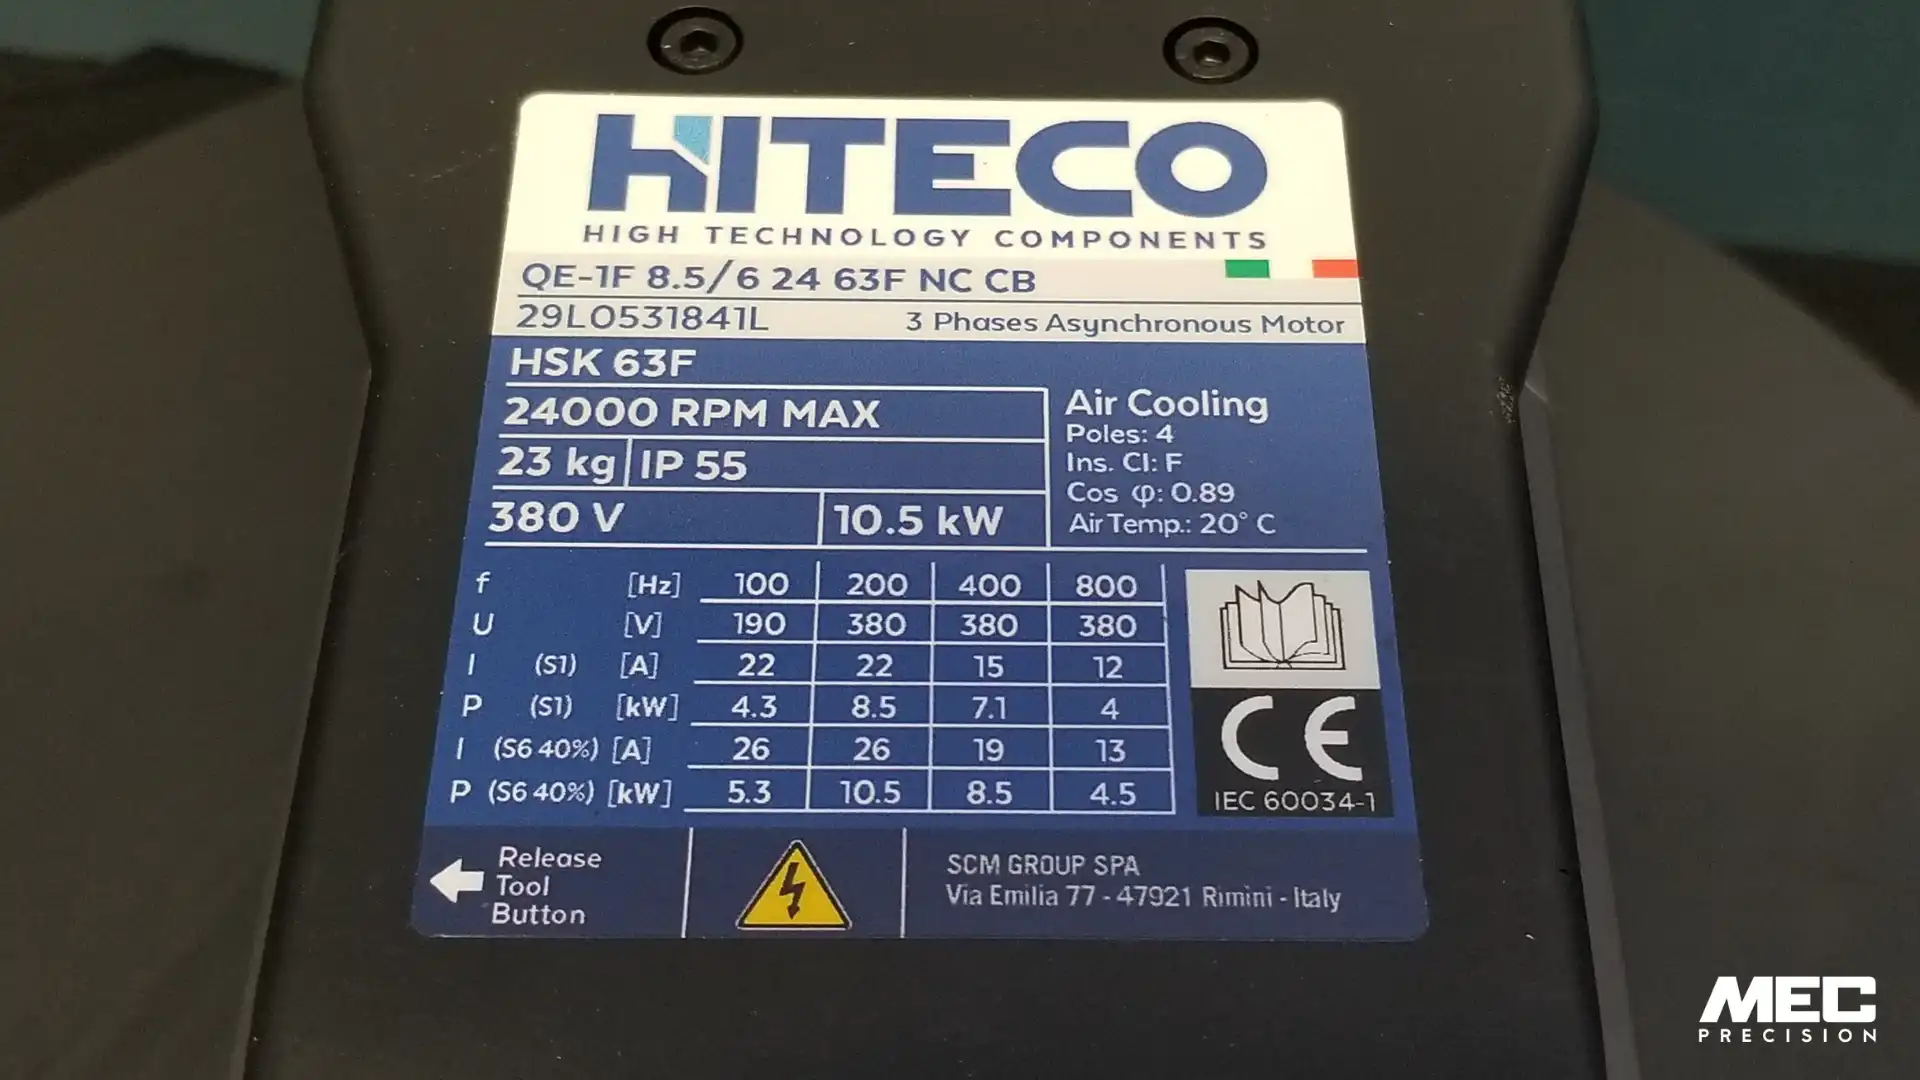 HITECO
HIGH TECHNOLOGY COMPONENTS
QE-1F 8.5/6 24 63F NC CB
29L0531841L 3 Phases Asynchronous Motor
HSK 63F
24000 RPM MAX
23 kg IP 55
380 V 10.5 kW
Air Cooling
Poles: 4
Ins. Cl: F
Cos φ: 0.89
Air Temp.: 20° C
f [Hz] 100 200 400 800
U [V] 190 380 380 380
I (S1) [A] 22 22 15 12
P (S1) [kW] 4.3 8.5 7.1 4
I (S6 40%) [A] 26 26 19 13
P (S6 40%) [kW] 5.3 10.5 8.5 4.5
CE
IEC 60034-1
Release
Tool
Button
SCM GROUP SPA
Via Emilia 77 - 47921 Rimini - Italy
MEC
PRECISION